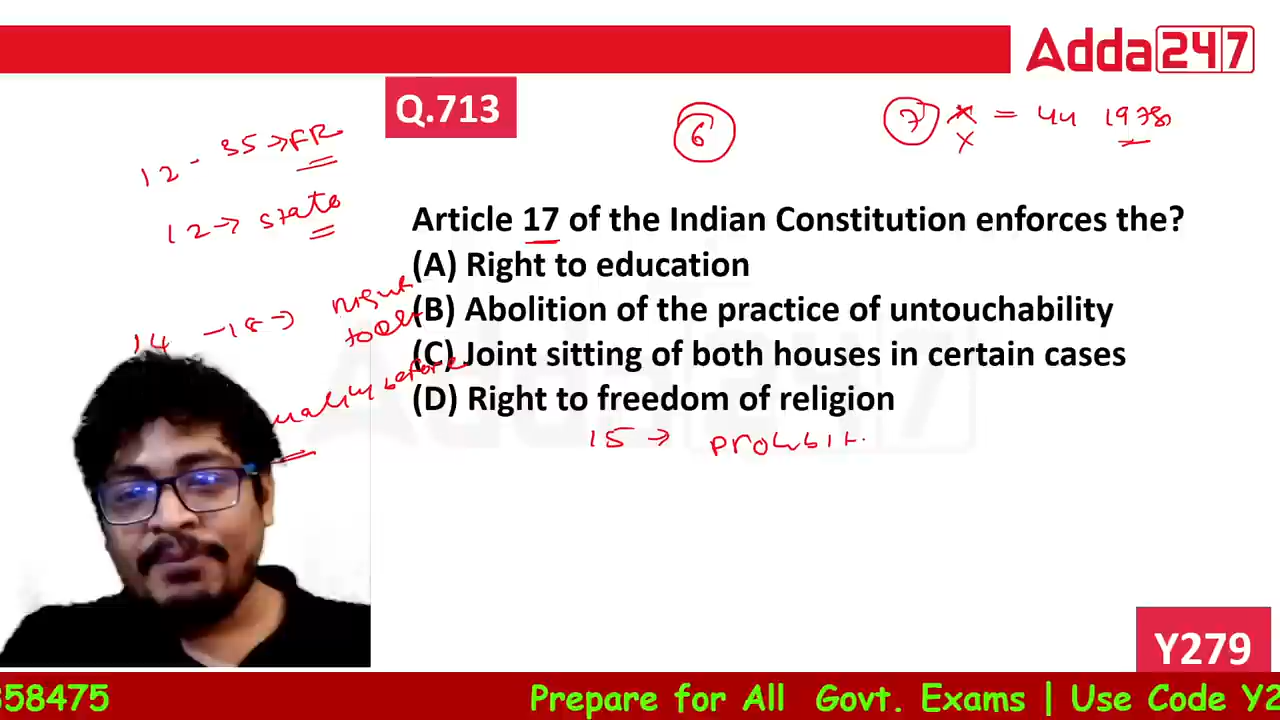 Adda247
Q.713
6
7 x = 44 1978
x
12 - 35 → FR
12 → state
14 - 18 → right
Article 17 of the Indian Constitution enforces the?
(A) Right to education
(B) Abolition of the practice of untouchability
(C) Joint sitting of both houses in certain cases
(D) Right to freedom of religion
before
15 → prohibit
Y279
358475
Prepare for All Govt. Exams | Use Code Y2